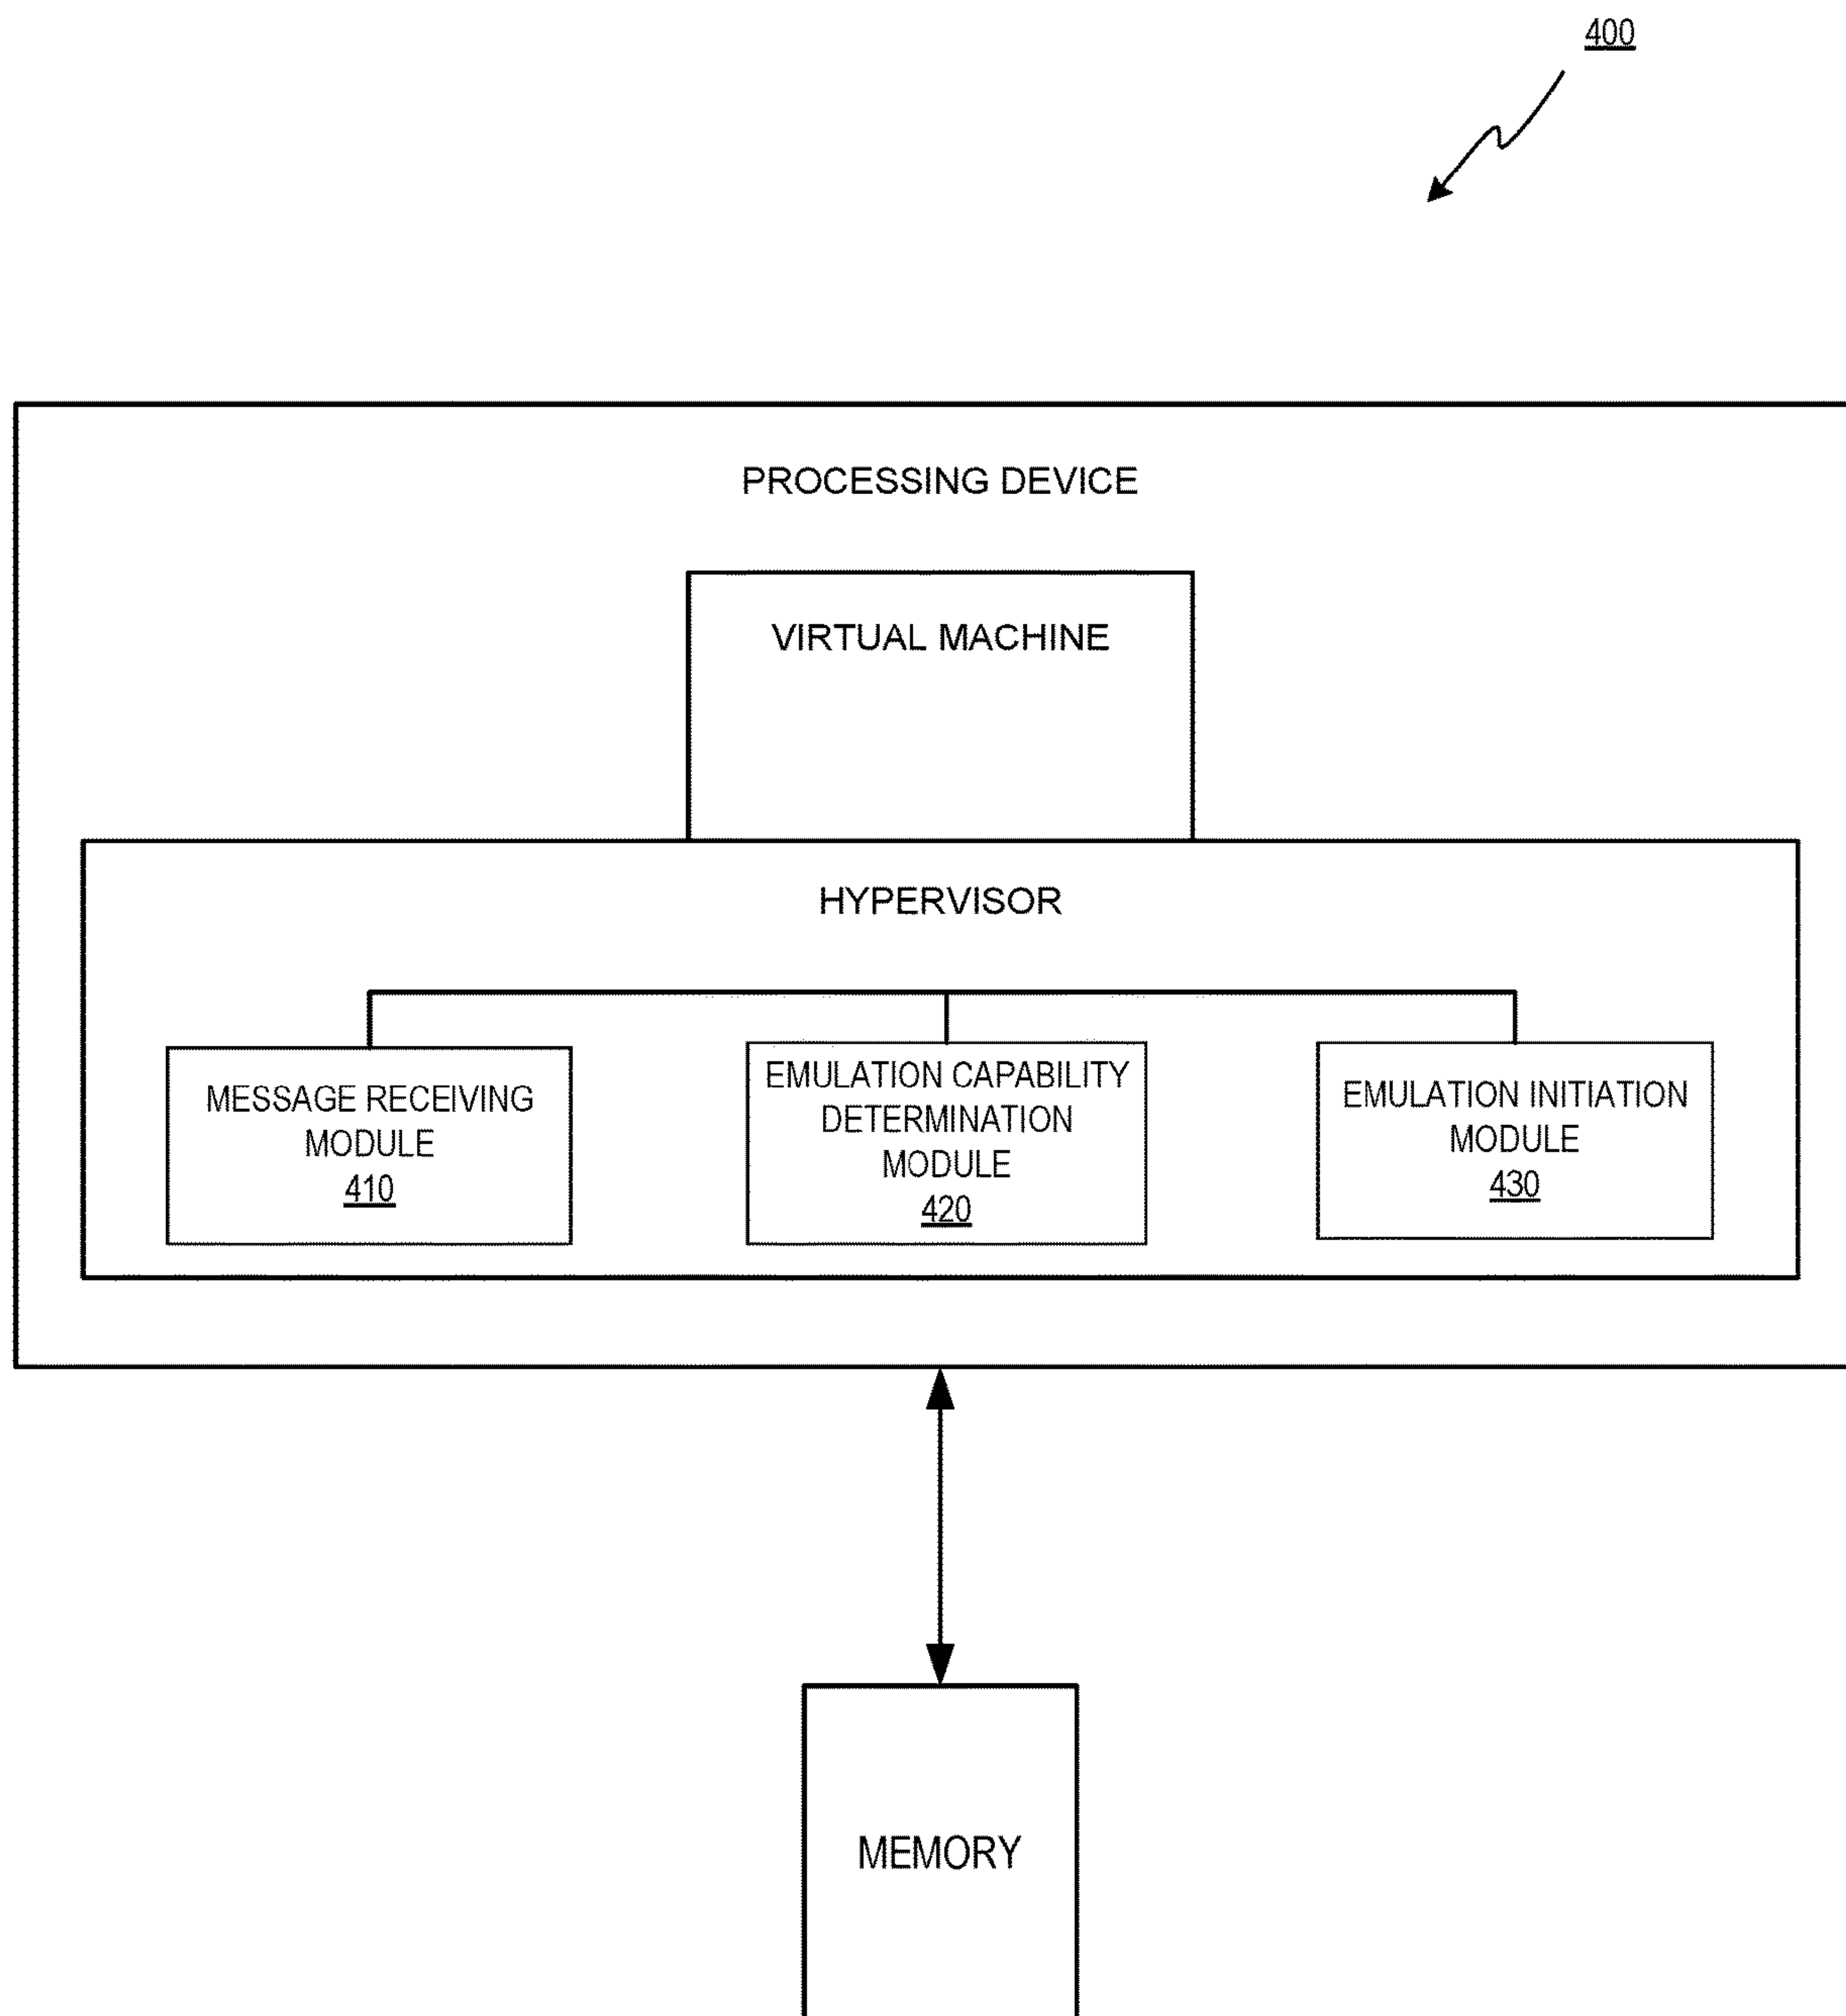 400
PROCESSING DEVICE
VIRTUAL MACHINE
HYPERVISOR
MESSAGE RECEIVING
MODULE
410
EMULATION CAPABILITY
DETERMINATION
MODULE
420
EMULATION INITIATION
MODULE
430
MEMORY